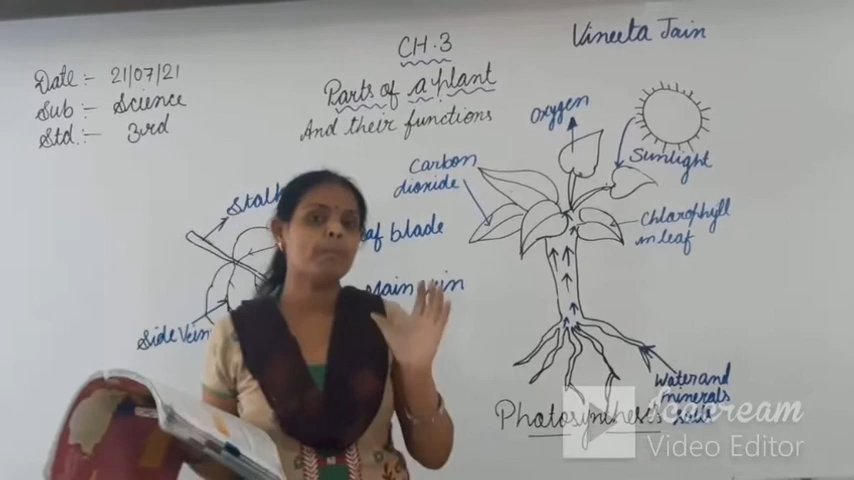 Date :- 21/07/21
Sub :- Science
Std. :- 3rd
CH.3
Parts of a plant
And their functions
Vineeta Jain
Oxygen
Sunlight
Carbon
dioxide
Chlarophyll
in leaf
Stalk
leaf blade
Main vein
Side Vein
Water and
minerals
Photosynthesis
Video Editor